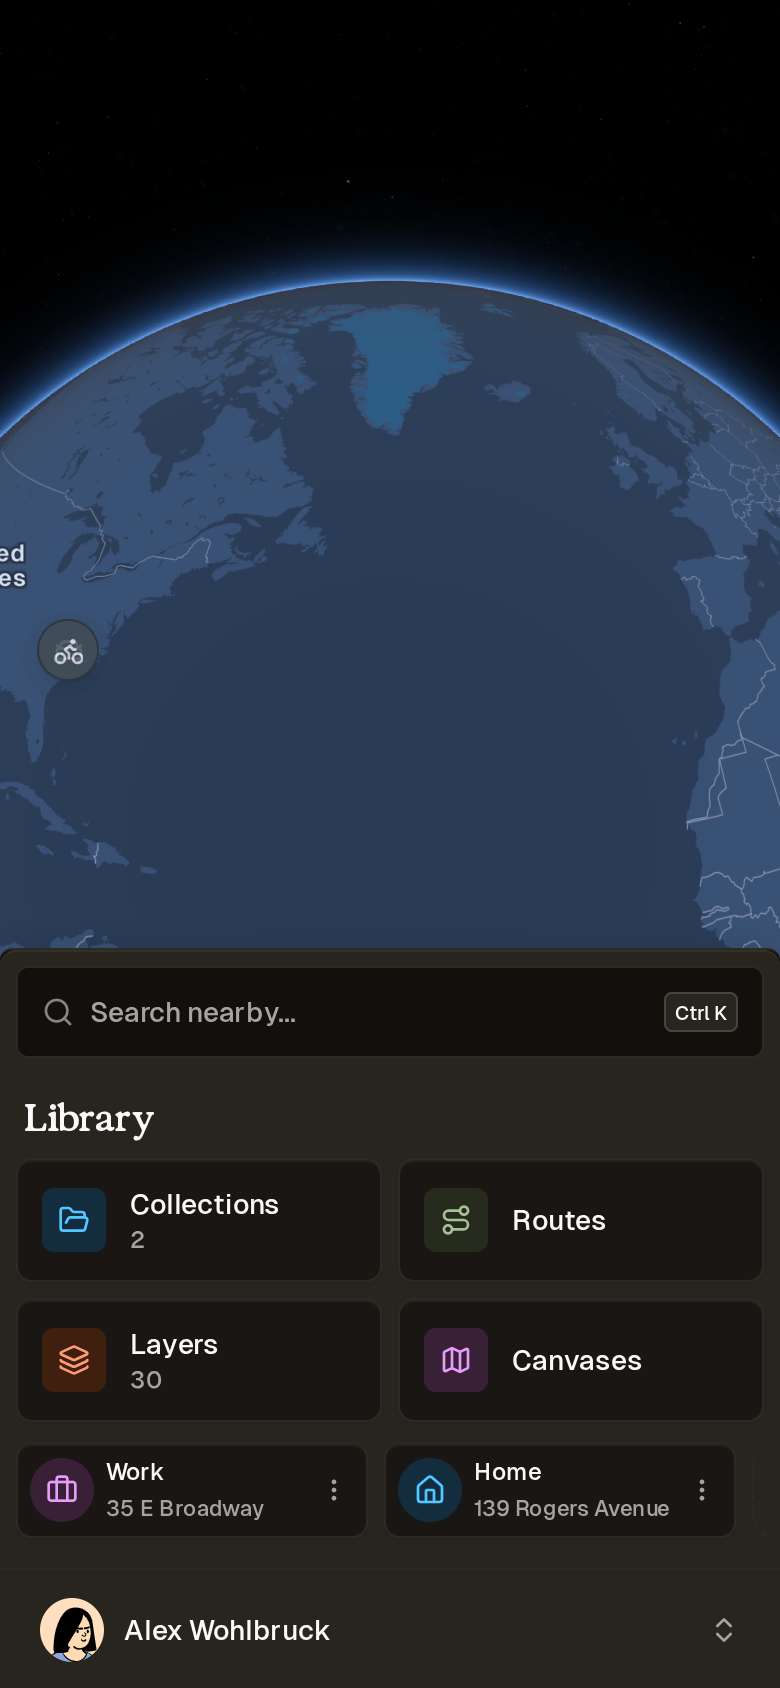 ed
es
Search nearby...
Ctrl K
Library
Collections
2
Routes
Layers
30
Canvases
Work
35 E Broadway
Home
139 Rogers Avenue
Alex Wohlbruck